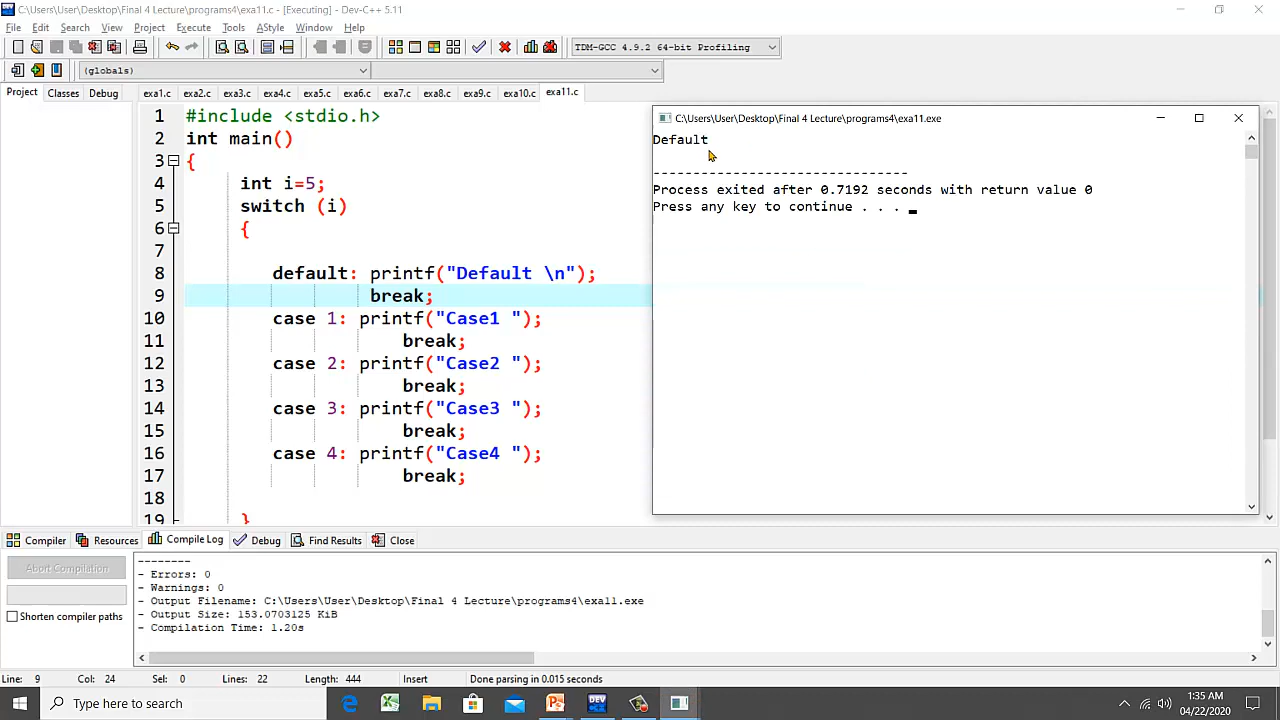 C:\Users\User\Desktop\Final 4 Lecture\programs4\exa11.c - [Executing] - Dev-C++ 5.11
File Edit Search View Project Execute Tools AStyle Window Help
TDM-GCC 4.9.2 64-bit Profiling
(globals)
Project Classes Debug exa1.c exa2.c exa3.c exa4.c exa5.c exa6.c exa7.c exa8.c exa9.c exa10.c exa11.c
1 #include <stdio.h>
2 int main()
3 {
4 int i=5;
5 switch (i)
6 {
7
8 default: printf("Default \n");
9 break;
10 case 1: printf("Case1 ");
11 break;
12 case 2: printf("Case2 ");
13 break;
14 case 3: printf("Case3 ");
15 break;
16 case 4: printf("Case4 ");
17 break;
18
19 }
C:\Users\User\Desktop\Final 4 Lecture\programs4\exa11.exe
Default
--------------------------------
Process exited after 0.7192 seconds with return value 0
Press any key to continue . . .
Compiler Resources Compile Log Debug Find Results Close
Abort Compilation
Shorten compiler paths
--------
- Errors: 0
- Warnings: 0
- Output Filename: C:\Users\User\Desktop\Final 4 Lecture\programs4\exa11.exe
- Output Size: 153.0703125 KiB
- Compilation Time: 1.20s
Line: 9 Col: 24 Sel: 0 Lines: 22 Length: 444 Insert Done parsing in 0.015 seconds
Type here to search
1:35 AM
04/22/2020